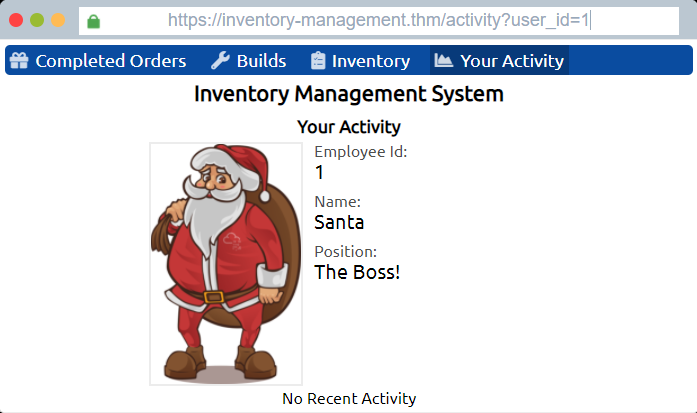 https://inventory-management.thm/activity?user_id=1
Completed Orders Builds Inventory Your Activity
Inventory Management System
Your Activity
Employee Id:
1
Name:
Santa
Position:
The Boss!
No Recent Activity